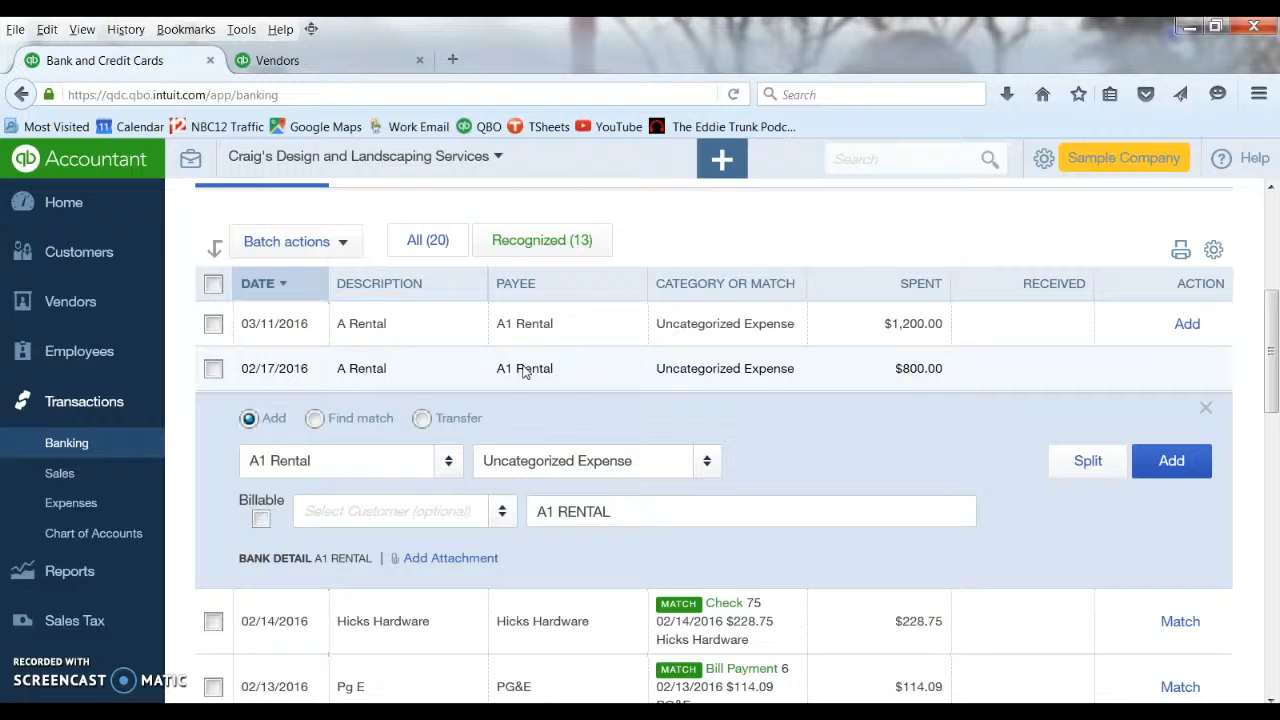 File Edit View History Bookmarks Tools Help
Bank and Credit Cards × Vendors × +
https://qdc.qbo.intuit.com/app/banking Search
Most Visited 11 Calendar NBC12 Traffic Google Maps Work Email qb QBO T TSheets YouTube The Eddie Trunk Podc...
qb Accountant Craig's Design and Landscaping Services + Search Sample Company ? Help
Home
Customers
Vendors
Employees
Transactions
Banking
Sales
Expenses
Chart of Accounts
Reports
Sales Tax
Batch actions All (20) Recognized (13)
DATE DESCRIPTION PAYEE CATEGORY OR MATCH SPENT RECEIVED ACTION
03/11/2016 A Rental A1 Rental Uncategorized Expense $1,200.00 Add
02/17/2016 A Rental A1 Rental Uncategorized Expense $800.00
Add Find match Transfer
A1 Rental Uncategorized Expense Split Add
Billable Select Customer (optional) A1 RENTAL
BANK DETAIL A1 RENTAL | Add Attachment
MATCH Check 75
02/14/2016 Hicks Hardware Hicks Hardware 02/14/2016 $228.75 $228.75 Match
Hicks Hardware
MATCH Bill Payment 6
02/13/2016 Pg E PG&E 02/13/2016 $114.09 $114.09 Match
PG&E
RECORDED WITH
SCREENCAST MATIC